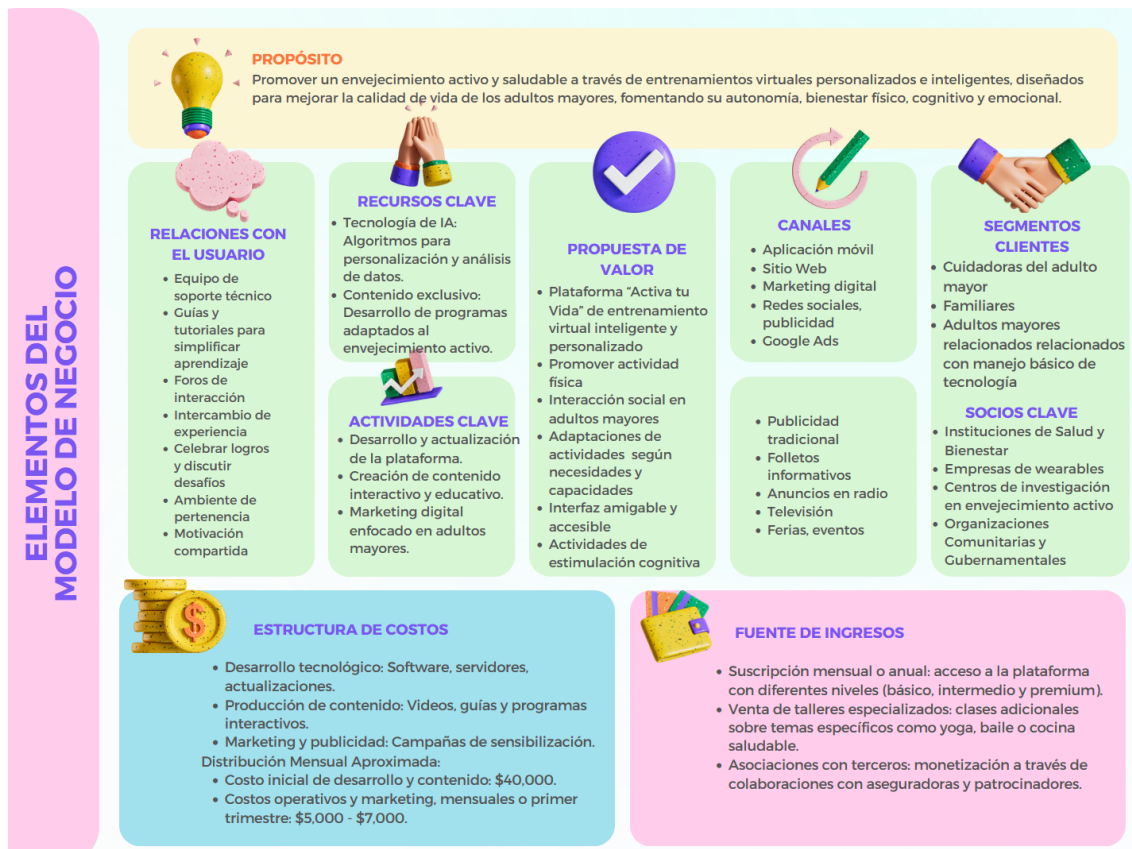 ELEMENTOS DEL
MODELO DE NEGOCIO
PROPÓSITO
Promover un envejecimiento activo y saludable a través de entrenamientos virtuales personalizados e inteligentes, diseñados
para mejorar la calidad de vida de los adultos mayores, fomentando su autonomía, bienestar físico, cognitivo y emocional.
RELACIONES CON
EL USUARIO
• Equipo de
soporte técnico
• Guías y
tutoriales para
simplificar
aprendizaje
• Foros de
interacción
• Intercambio de
experiencia
• Celebrar logros
y discutir
desafíos
• Ambiente de
pertenencia
• Motivación
compartida
RECURSOS CLAVE
• Tecnología de IA:
Algoritmos para
personalización y análisis
de datos.
• Contenido exclusivo:
Desarrollo de programas
adaptados al
envejecimiento activo.
ACTIVIDADES CLAVE
• Desarrollo y actualización
de la plataforma.
• Creación de contenido
interactivo y educativo.
• Marketing digital
enfocado en adultos
mayores.
PROPUESTA DE
VALOR
• Plataforma “Activa tu
Vida” de entrenamiento
virtual inteligente y
personalizado
• Promover actividad
física
• Interacción social en
adultos mayores
• Adaptaciones de
actividades según
necesidades y
capacidades
• Interfaz amigable y
accesible
• Actividades de
estimulación cognitiva
CANALES
• Aplicación móvil
• Sitio Web
• Marketing digital
• Redes sociales,
publicidad
• Google Ads
• Publicidad
tradicional
• Folletos
informativos
• Anuncios en radio
• Televisión
• Ferias, eventos
SEGMENTOS
CLIENTES
• Cuidadoras del adulto
mayor
• Familiares
• Adultos mayores
relacionados relacionados
con manejo básico de
tecnología
SOCIOS CLAVE
• Instituciones de Salud y
Bienestar
• Empresas de wearables
• Centros de investigación
en envejecimiento activo
• Organizaciones
Comunitarias y
Gubernamentales
ESTRUCTURA DE COSTOS
• Desarrollo tecnológico: Software, servidores,
actualizaciones.
• Producción de contenido: Videos, guías y programas
interactivos.
• Marketing y publicidad: Campañas de sensibilización.
Distribución Mensual Aproximada:
• Costo inicial de desarrollo y contenido: $40,000.
• Costos operativos y marketing, mensuales o primer
trimestre: $5,000 - $7,000.
FUENTE DE INGRESOS
• Suscripción mensual o anual: acceso a la plataforma
con diferentes niveles (básico, intermedio y premium).
• Venta de talleres especializados: clases adicionales
sobre temas específicos como yoga, baile o cocina
saludable.
• Asociaciones con terceros: monetización a través de
colaboraciones con aseguradoras y patrocinadores.